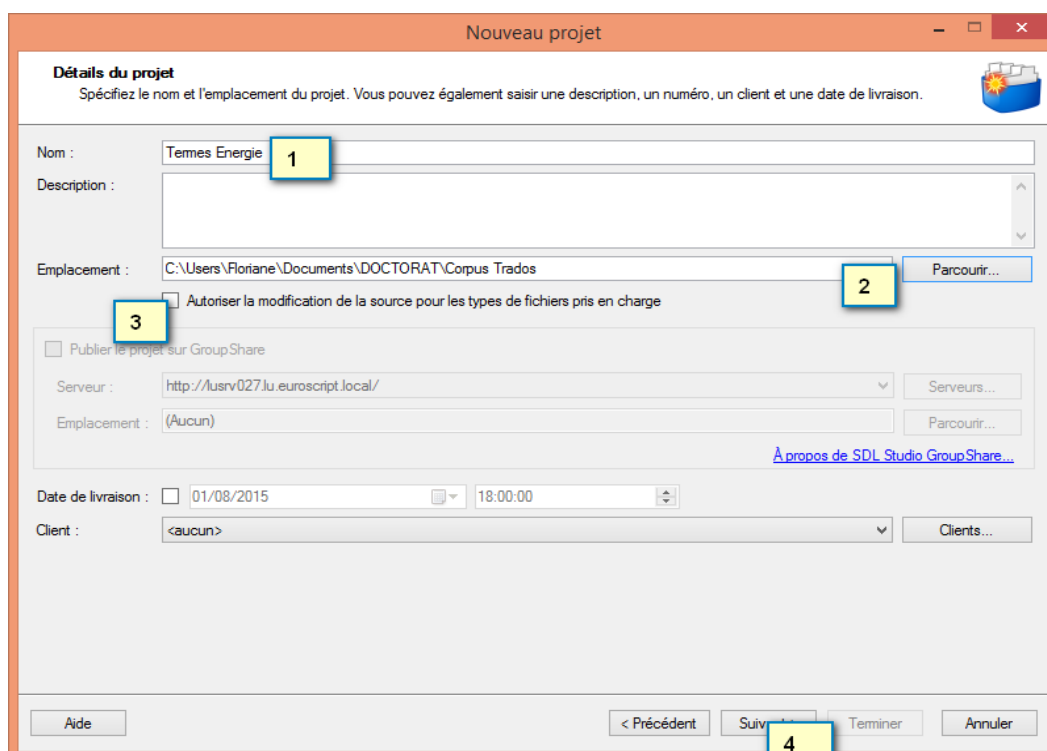 Nouveau projet
Détails du projet
Spécifiez le nom et l'emplacement du projet. Vous pouvez également saisir une description, un numéro, un client et une date de livraison.
Nom : Termes Energie 1
Description :
Emplacement : C:\Users\Floriane\Documents\DOCTORAT\Corpus Trados 2 Parcourir...
Autoriser la modification de la source pour les types de fichiers pris en charge
3
Publier le projet sur GroupShare
Serveur : http://lusrv027.lu.euroscript.local/ Serveurs...
Emplacement : (Aucun) Parcourir...
À propos de SDL Studio GroupShare...
Date de livraison : 01/08/2015 18:00:00
Client : <aucun> Clients...
Aide < Précédent Terminer Annuler
4